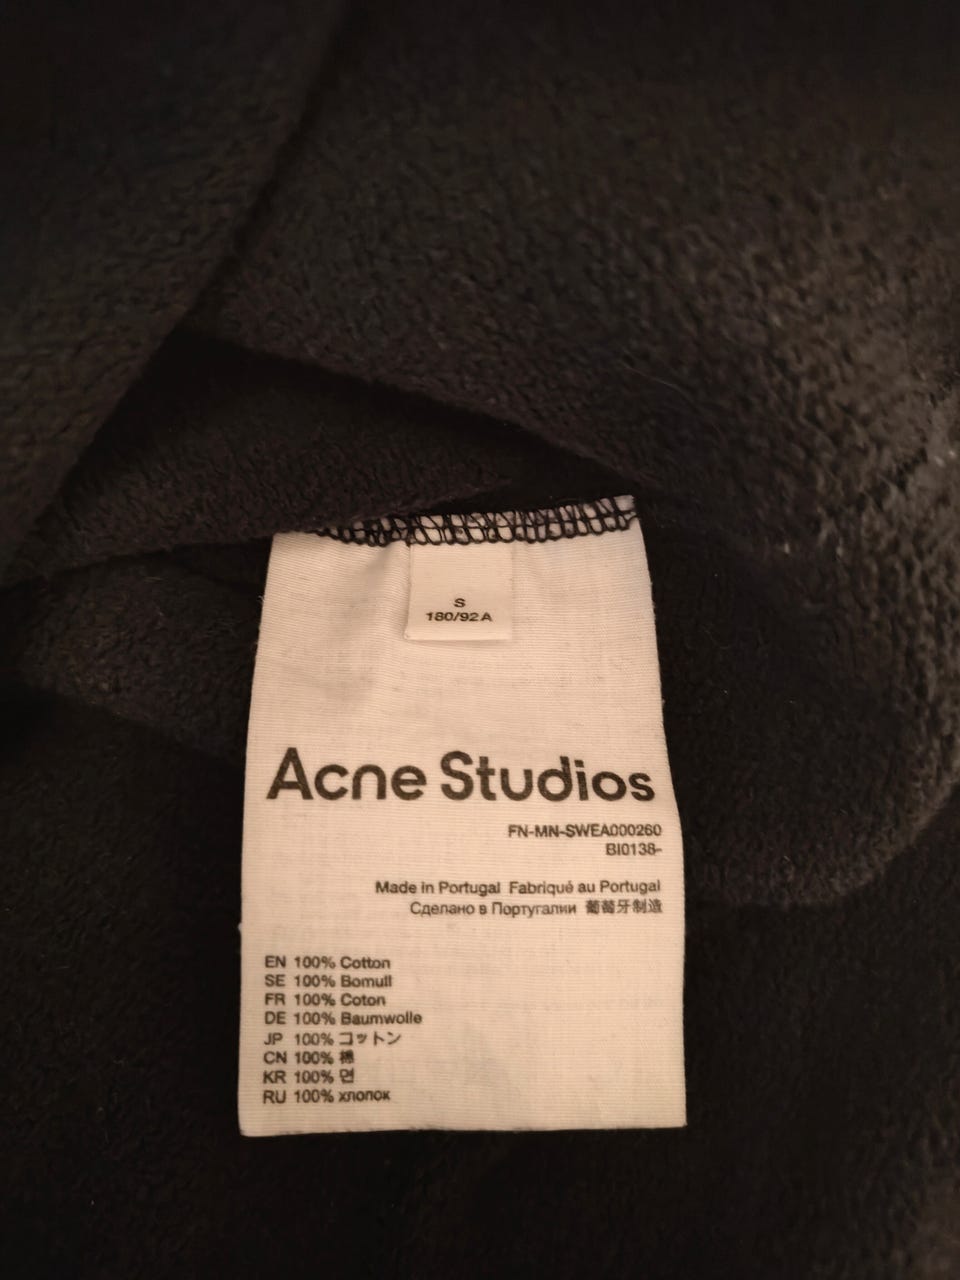 S
180/92A
Acne Studios
FN-MN-SWEA000260
BI0138-
Made in Portugal Fabriqué au Portugal
Сделано в Португалии 葡萄牙制造
EN 100% Cotton
SE 100% Bomull
FR 100% Coton
DE 100% Baumwolle
JP 100% コットン
CN 100% 棉
KR 100% 면
RU 100% хлопок